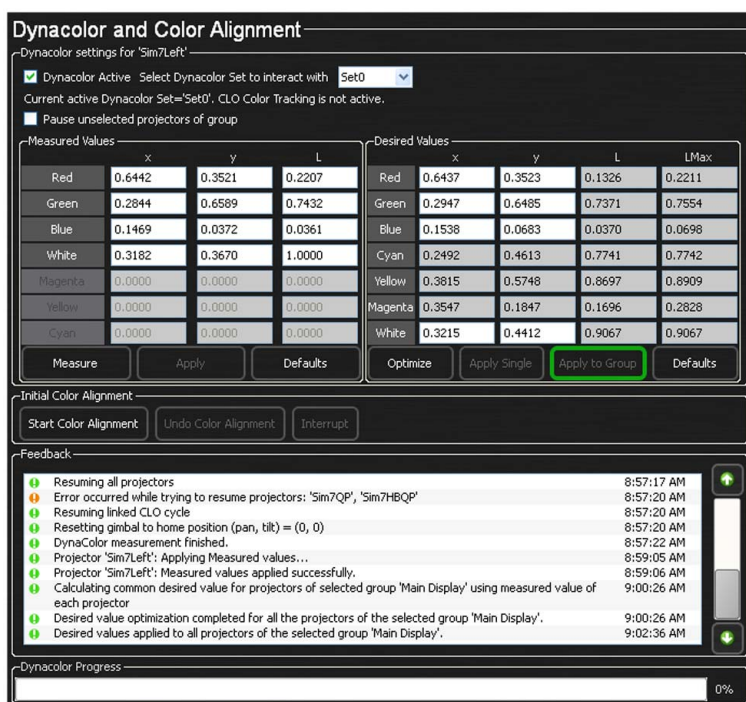 Dynacolor and Color Alignment
Dynacolor settings for 'Sim7Left'
Dynacolor Active Select Dynacolor Set to interact with Set0
Current active Dynacolor Set='Set0'. CLO Color Tracking is not active.
Pause unselected projectors of group
Measured Values
x y L
Red 0.6442 0.3521 0.2207
Green 0.2844 0.6589 0.7432
Blue 0.1469 0.0372 0.0361
White 0.3182 0.3670 1.0000
Magenta 0.0000 0.0000 0.0000
Yellow 0.0000 0.0000 0.0000
Cyan 0.0000 0.0000 0.0000
Measure Apply Defaults
Desired Values
x y L LMax
Red 0.6437 0.3523 0.1326 0.2211
Green 0.2947 0.6485 0.7371 0.7554
Blue 0.1538 0.0683 0.0370 0.0698
Cyan 0.2492 0.4613 0.7741 0.7742
Yellow 0.3815 0.5748 0.8697 0.8909
Magenta 0.3547 0.1847 0.1696 0.2828
White 0.3215 0.4412 0.9067 0.9067
Optimize Apply Single Apply to Group Defaults
Initial Color Alignment
Start Color Alignment Undo Color Alignment Interrupt
Feedback
Resuming all projectors 8:57:17 AM
Error occurred while trying to resume projectors: 'Sim7QP', 'Sim7HBQP' 8:57:20 AM
Resuming linked CLO cycle 8:57:20 AM
Resetting gimbal to home position (pan, tilt) = (0, 0) 8:57:20 AM
DynaColor measurement finished. 8:57:22 AM
Projector 'Sim7Left': Applying Measured values... 8:59:05 AM
Projector 'Sim7Left': Measured values applied successfully. 8:59:06 AM
Calculating common desired value for projectors of selected group 'Main Display' using measured value of 9:00:26 AM
each projector
Desired value optimization completed for all the projectors of the selected group 'Main Display'. 9:00:26 AM
Desired values applied to all projectors of the selected group 'Main Display'. 9:02:36 AM
Dynacolor Progress
0%